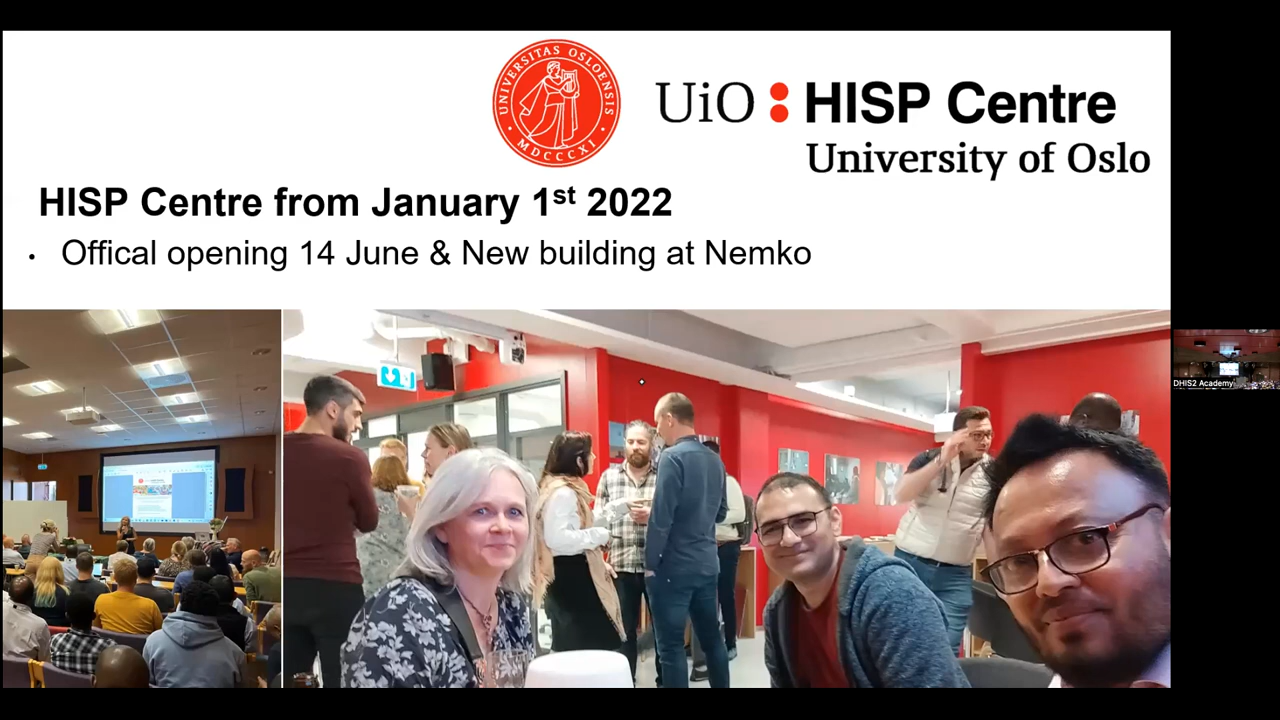 UNIVERSITAS OSLOENSIS
MDCCCXI
UiO : HISP Centre
University of Oslo
HISP Centre from January 1st 2022
• Offical opening 14 June & New building at Nemko
DHIS2 Academy